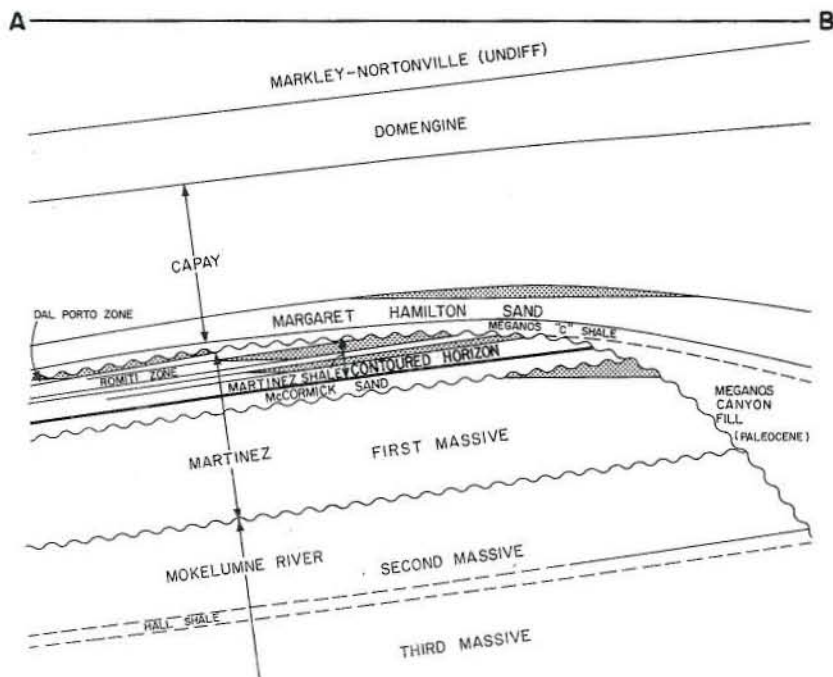 A
B
MARKLEY-NORTONVILLE (UNDIFF)
DOMENGINE
CAPAY
DAL PORTO ZONE
MARGARET HAMILTON SAND
MEGANOS "C" SHALE
ROMITI ZONE
MARTINEZ SHALE
CONTOURED HORIZON
McCORMICK SAND
MEGANOS
CANYON
FILL
(PALEOCENE)
MARTINEZ
FIRST MASSIVE
MOKELUMNE RIVER
SECOND MASSIVE
HALL SHALE
THIRD MASSIVE